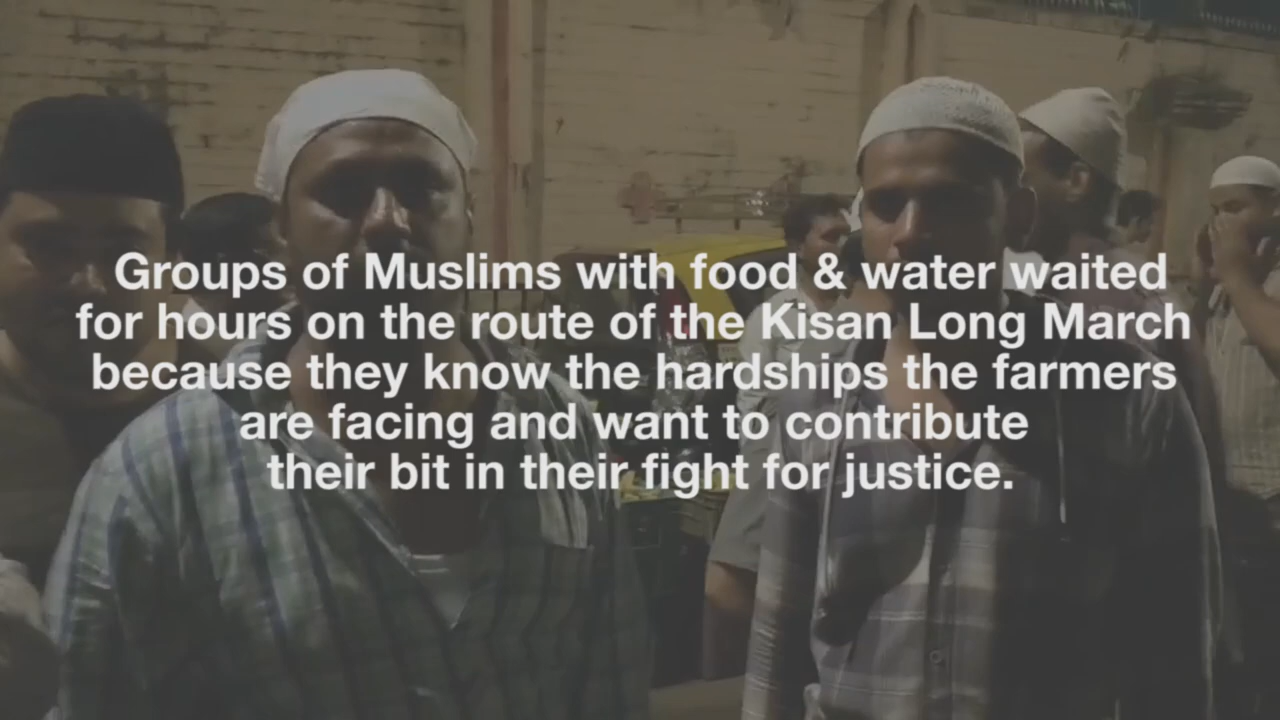 Groups of Muslims with food & water waited
for hours on the route of the Kisan Long March
because they know the hardships the farmers
are facing and want to contribute
their bit in their fight for justice.